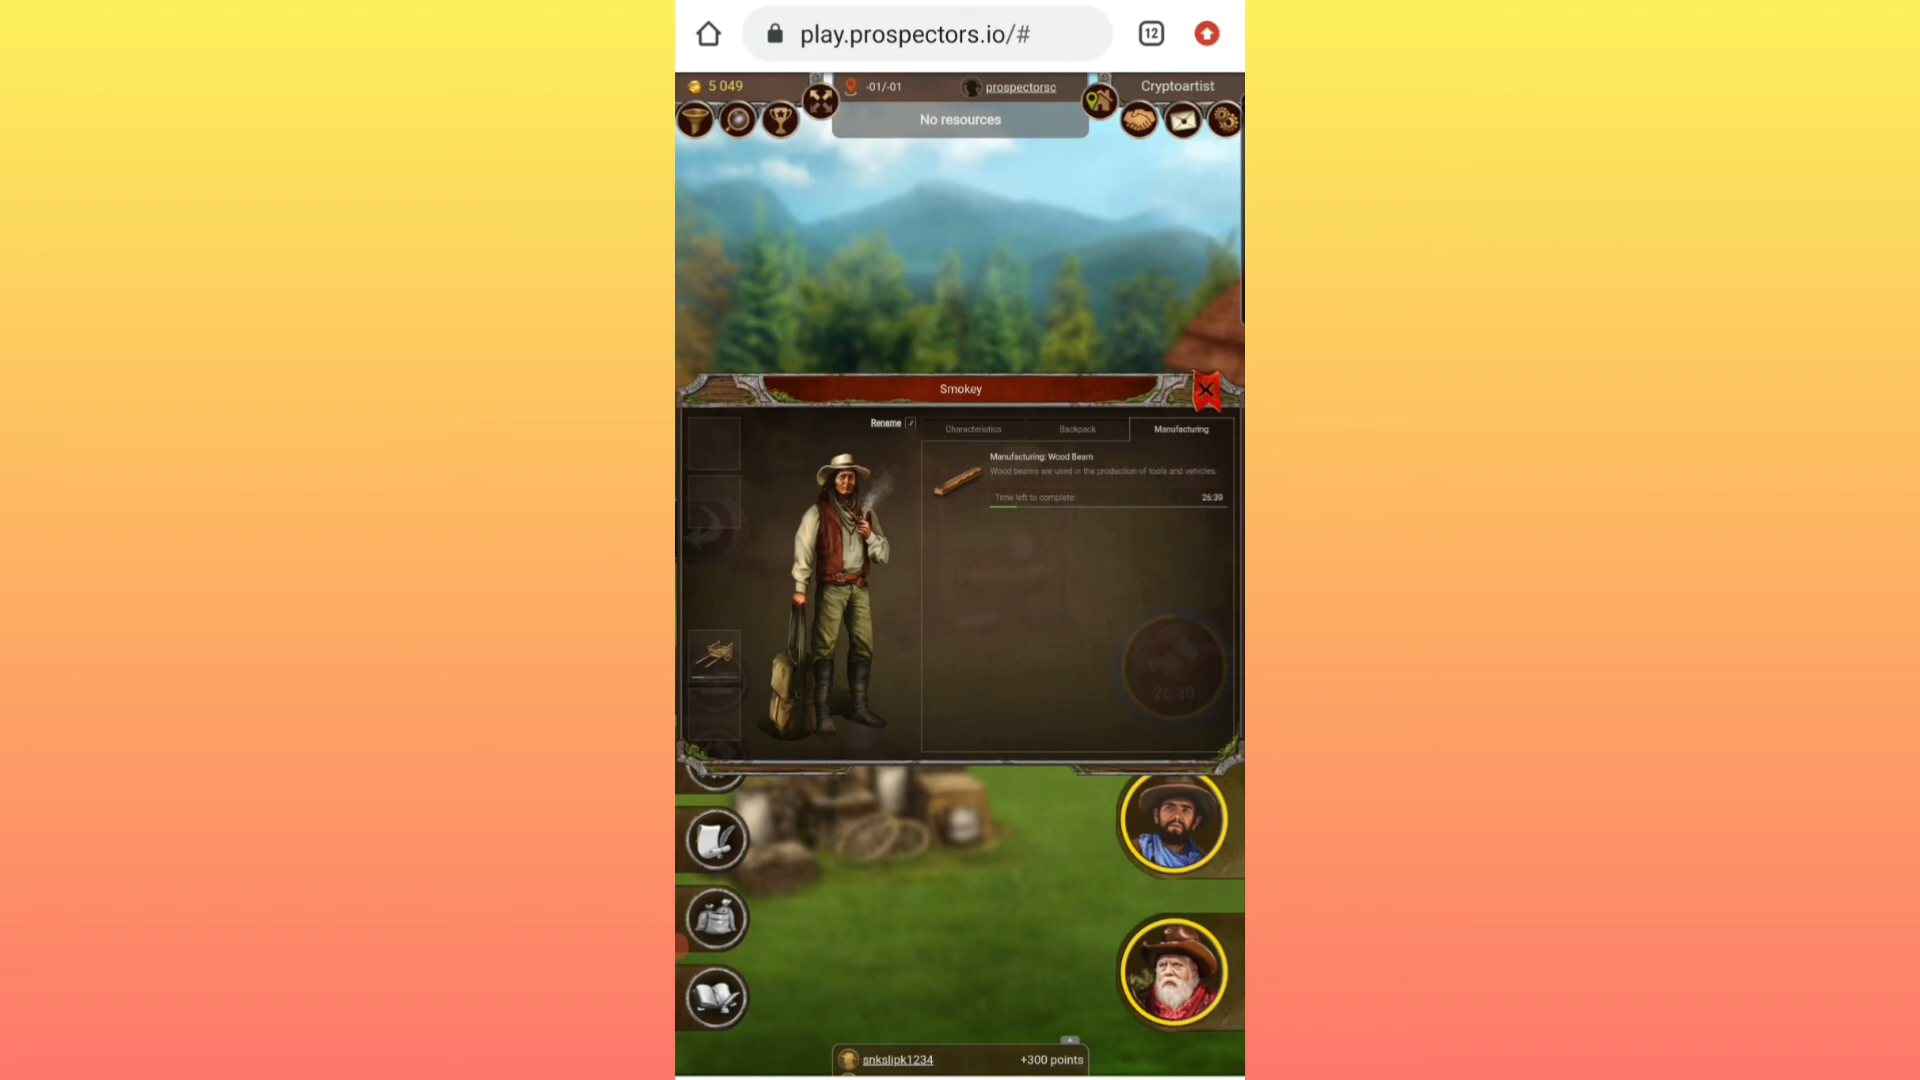 play.prospectors.io/#
12
5 049
-01/-01
prospectorsc
Cryptoartist
No resources
Smokey
Rename
Characteristics
Backpack
Manufacturing
Manufacturing: Wood Beam
Wood beams are used in the production of tools and vehicles.
Time left to complete:
26:39
26:40
snkslipk1234
+300 points